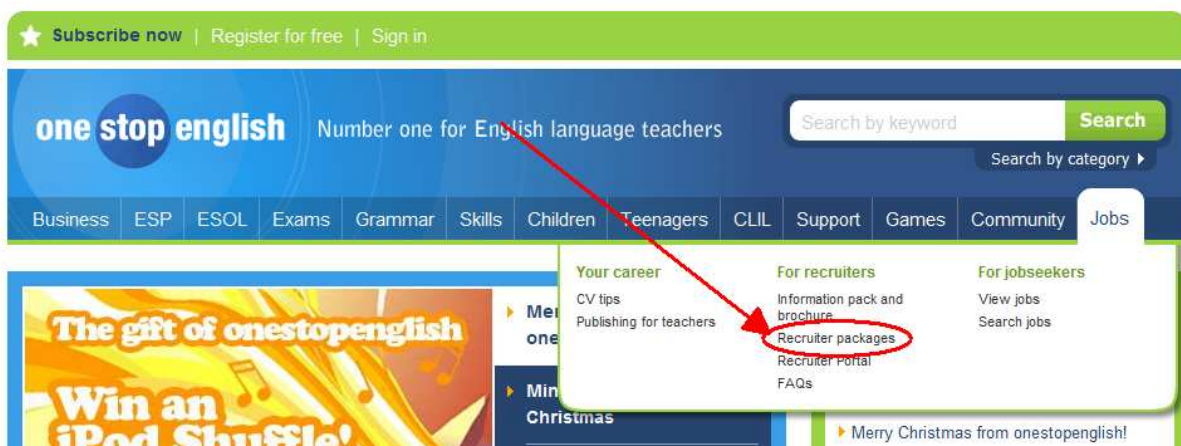 Subscribe now | Register for free | Sign in
one stop english Number one for English language teachers
Search by keyword Search
Search by category
Business ESP ESOL Exams Grammar Skills Children Teenagers CLIL Support Games Community Jobs
Your career
CV tips
Publishing for teachers
For recruiters
Information pack and
brochure
Recruiter packages
Recruiter Portal
FAQs
For jobseekers
View jobs
Search jobs
The gift of onestopenglish
Win an
iPod Shuffle!
one
Christmas
Merry Christmas from onestopenglish!